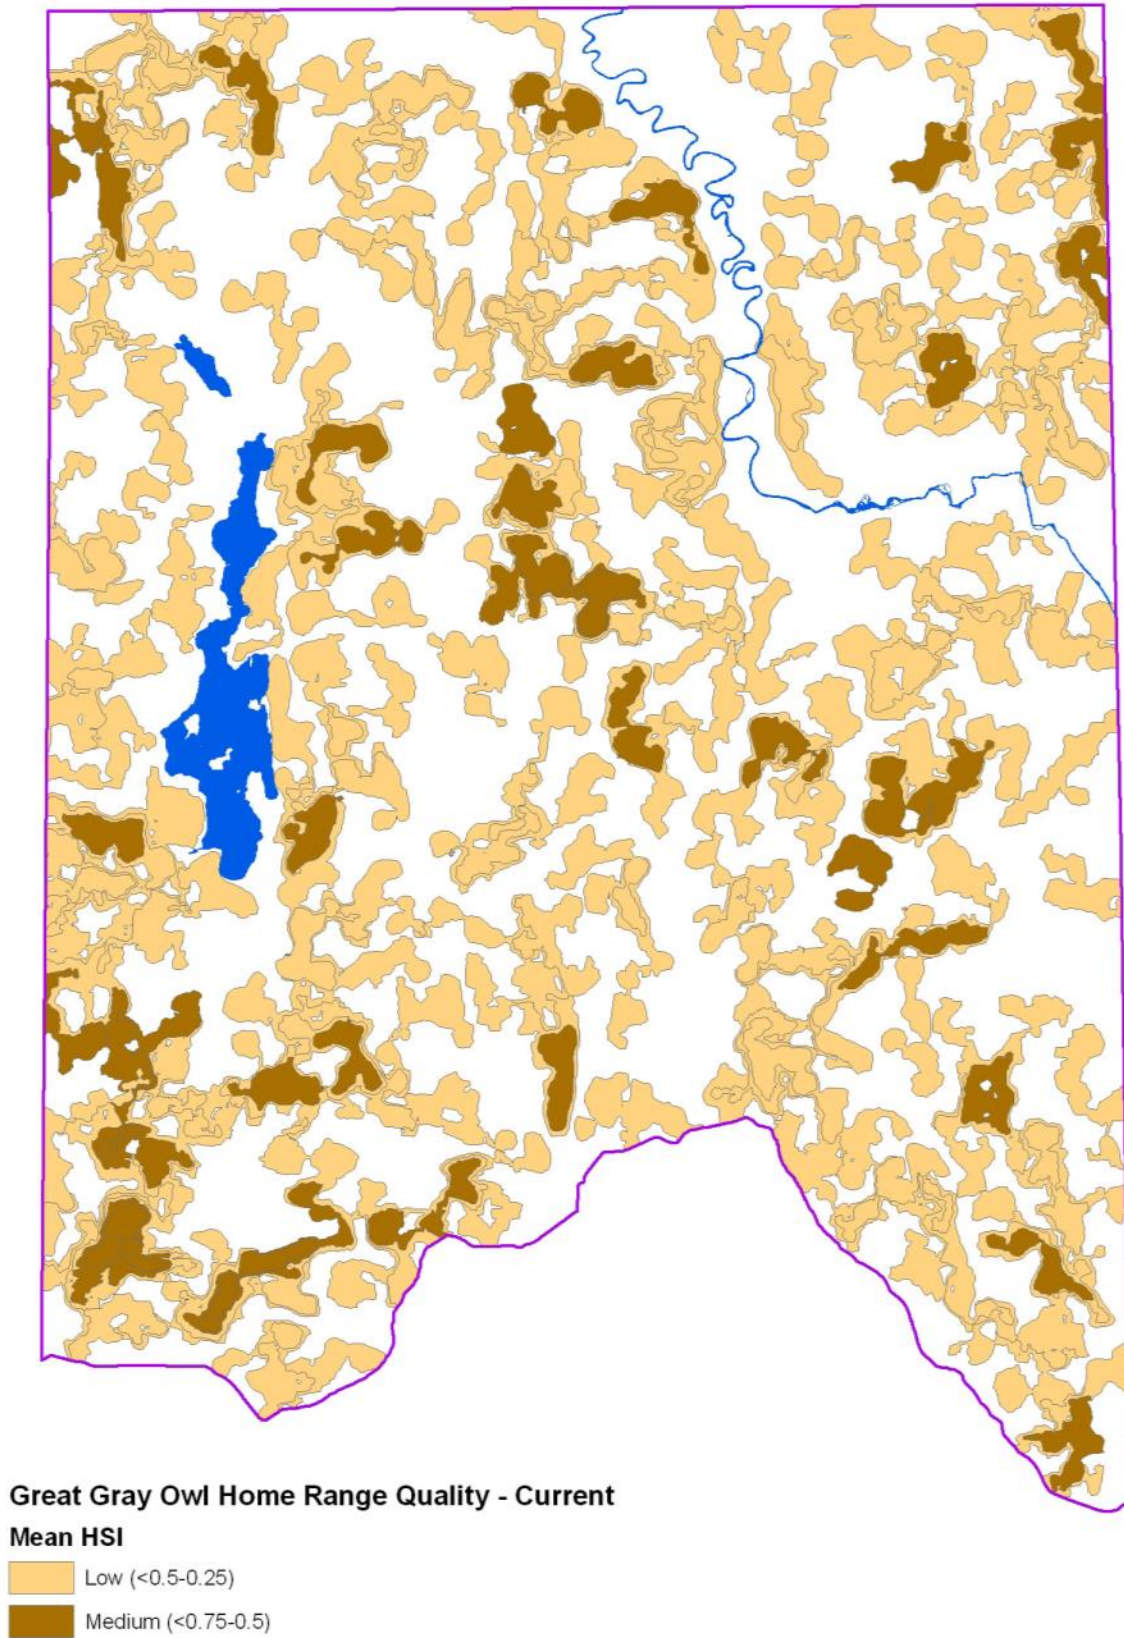 Great Gray Owl Home Range Quality - Current
Mean HSI
Low (<0.5-0.25)
Medium (<0.75-0.5)